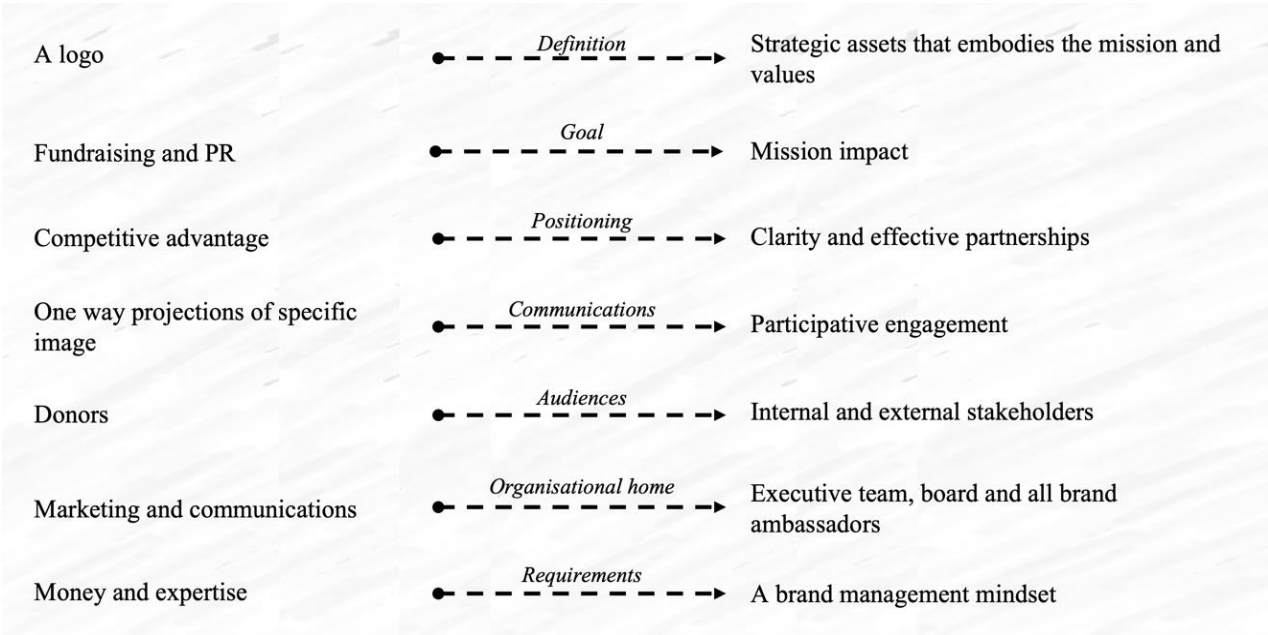 A logo
Definition
Strategic assets that embodies the mission and
values
Fundraising and PR
Goal
Mission impact
Competitive advantage
Positioning
Clarity and effective partnerships
One way projections of specific
image
Communications
Participative engagement
Donors
Audiences
Internal and external stakeholders
Marketing and communications
Organisational home
Executive team, board and all brand
ambassadors
Money and expertise
Requirements
A brand management mindset